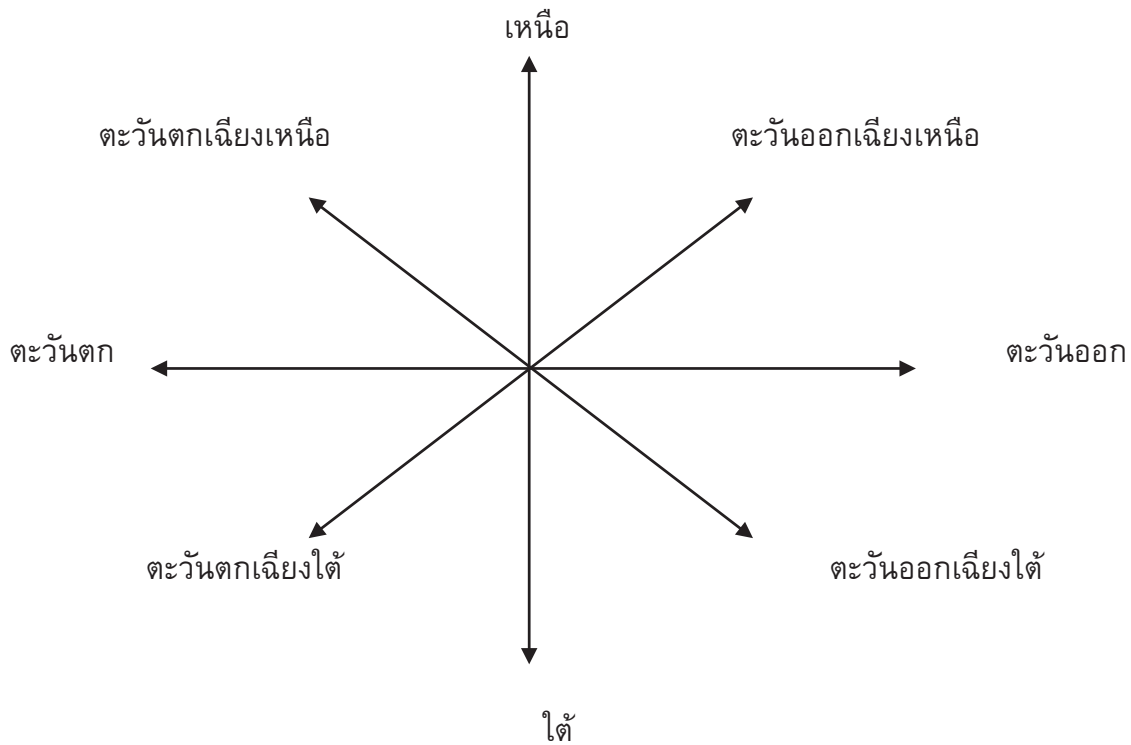 เหนือ
ตะวันตกเฉียงเหนือ
ตะวันออกเฉียงเหนือ
ตะวันตก
ตะวันออก
ตะวันตกเฉียงใต้
ตะวันออกเฉียงใต้
ใต้